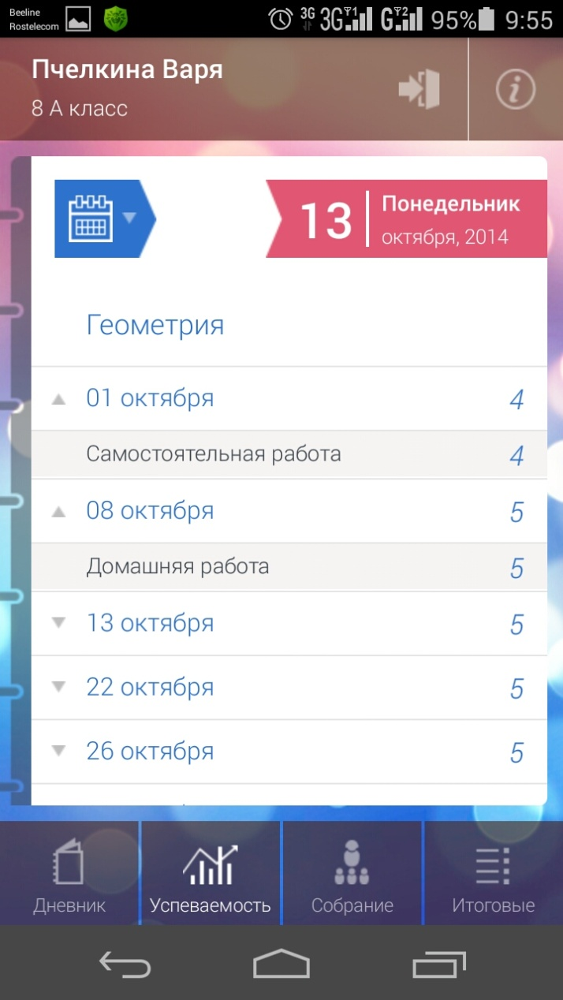 Beeline
Rostelecom
3G 3G 1 G 2 95% 9:55
Пчелкина Варя
8 А класс
13 Понедельник
октября, 2014
Геометрия
01 октября 4
Самостоятельная работа 4
08 октября 5
Домашняя работа 5
13 октября 5
22 октября 5
26 октября 5
Дневник Успеваемость Собрание Итоговые